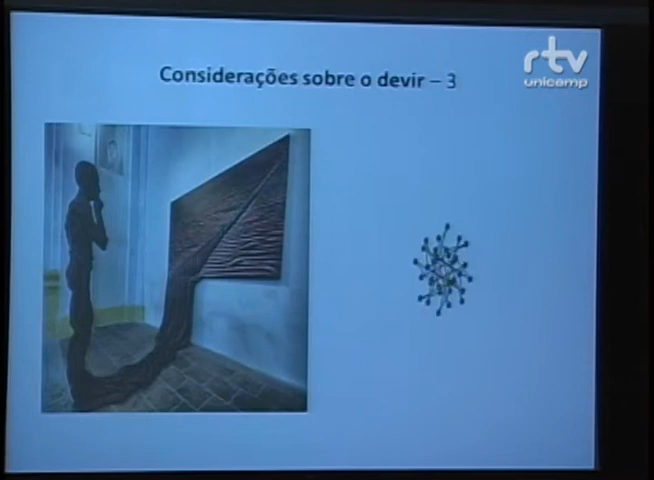 Considerações sobre o devir – 3
rtv
unicamp